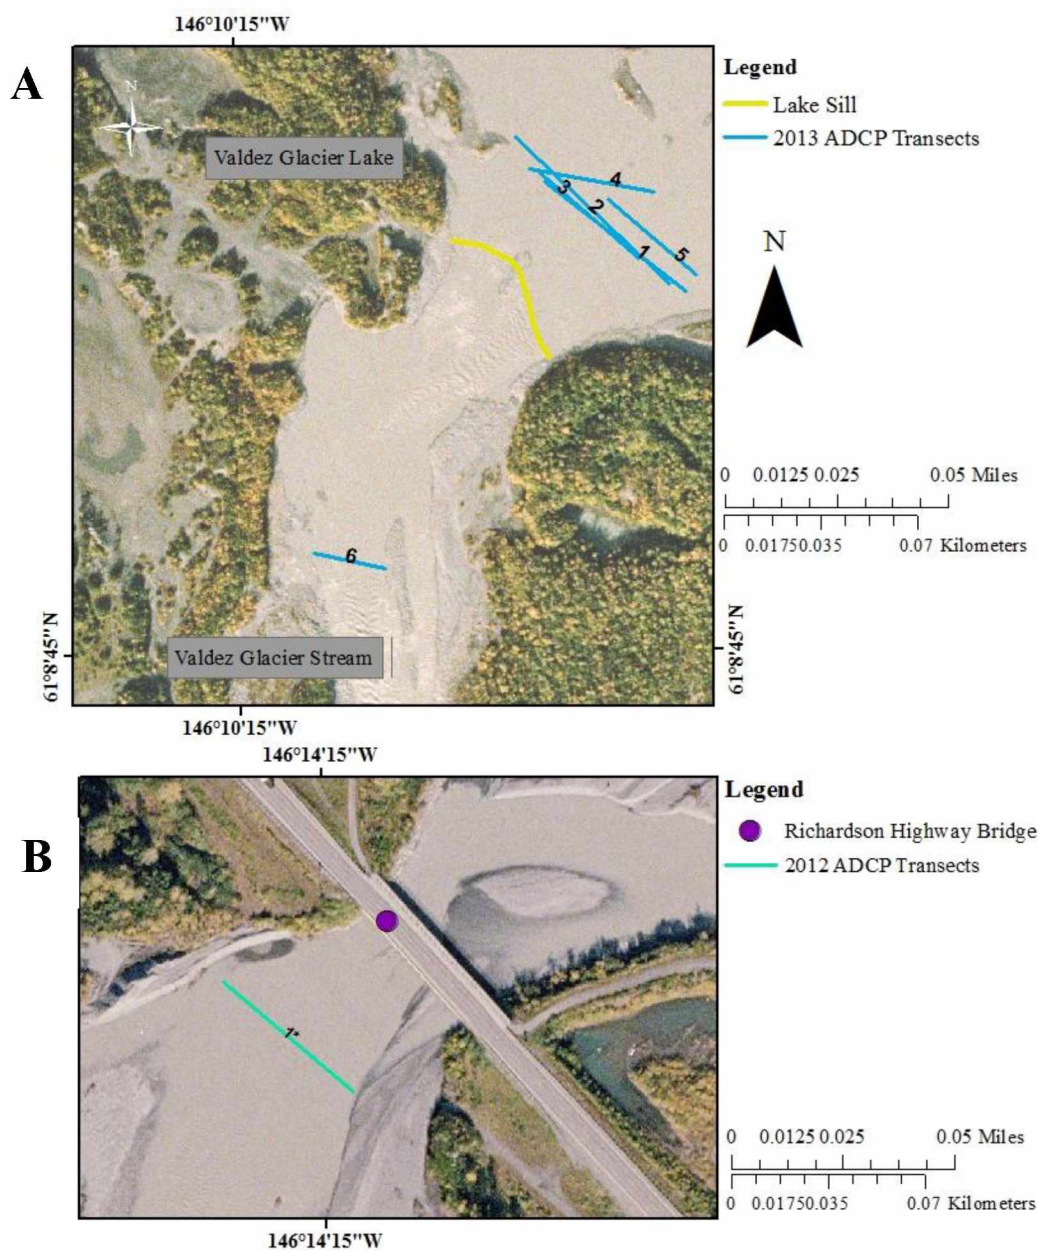 146°10'15"W
A
N
Valdez Glacier Lake
4
3
2
1
5
6
Valdez Glacier Stream
61°8'45"N
61°8'45"N
146°10'15"W
Legend
Lake Sill
2013 ADCP Transects
N
0 0.0125 0.025 0.05 Miles
0 0.01750.035 0.07 Kilometers
146°14'15"W
B
1*
146°14'15"W
Legend
Richardson Highway Bridge
2012 ADCP Transects
0 0.0125 0.025 0.05 Miles
0 0.01750.035 0.07 Kilometers